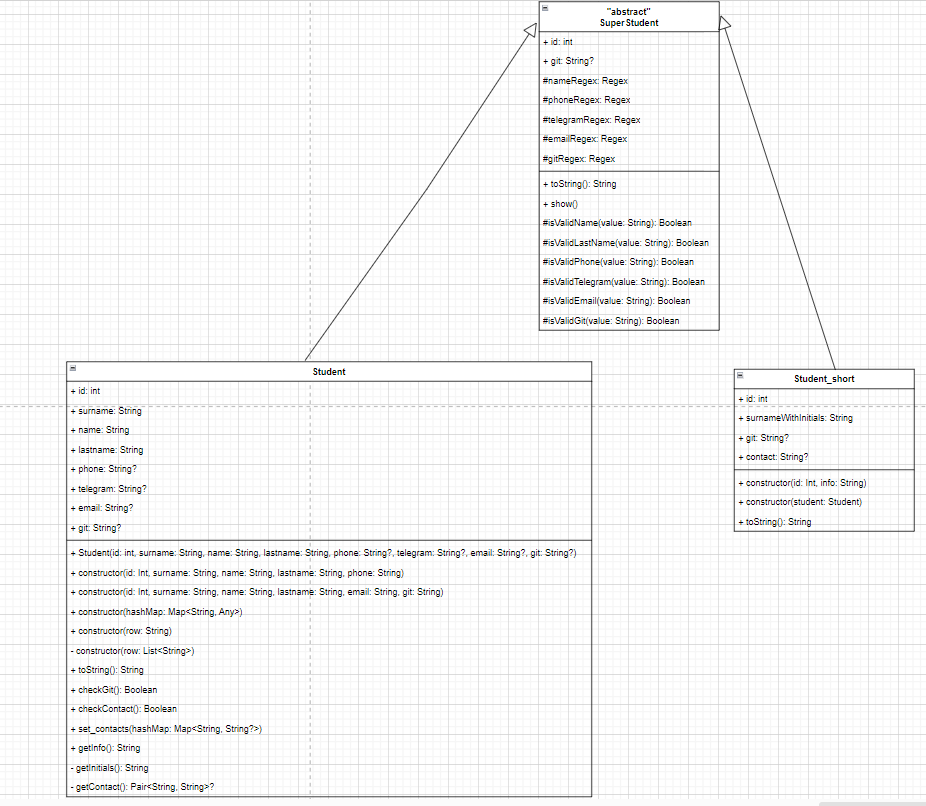 "abstract"
SuperStudent
+ id: int
+ git: String?
#nameRegex: Regex
#phoneRegex: Regex
#telegramRegex: Regex
#emailRegex: Regex
#gitRegex: Regex
+ toString(): String
+ show()
#isValidName(value: String): Boolean
#isValidLastName(value: String): Boolean
#isValidPhone(value: String): Boolean
#isValidTelegram(value: String): Boolean
#isValidEmail(value: String): Boolean
#isValidGit(value: String): Boolean
Student
+ id: int
+ surname: String
+ name: String
+ lastname: String
+ phone: String?
+ telegram: String?
+ email: String?
+ git: String?
+ Student(id: int, surname: String, name: String, lastname: String, phone: String?, telegram: String?, email: String?, git: String?)
+ constructor(id: Int, surname: String, name: String, lastname: String, phone: String)
+ constructor(id: Int, surname: String, name: String, lastname: String, email: String, git: String)
+ constructor(hashMap: Map<String, Any>)
+ constructor(row: String)
- constructor(row: List<String>)
+ toString(): String
+ checkGit(): Boolean
+ checkContact(): Boolean
+ set_contacts(hashMap: Map<String, String?>)
+ getInfo(): String
- getInitials(): String
- getContact(): Pair<String, String>?
Student_short
+ id: int
+ surnameWithInitials: String
+ git: String?
+ contact: String?
+ constructor(id: Int, info: String)
+ constructor(student: Student)
+ toString(): String